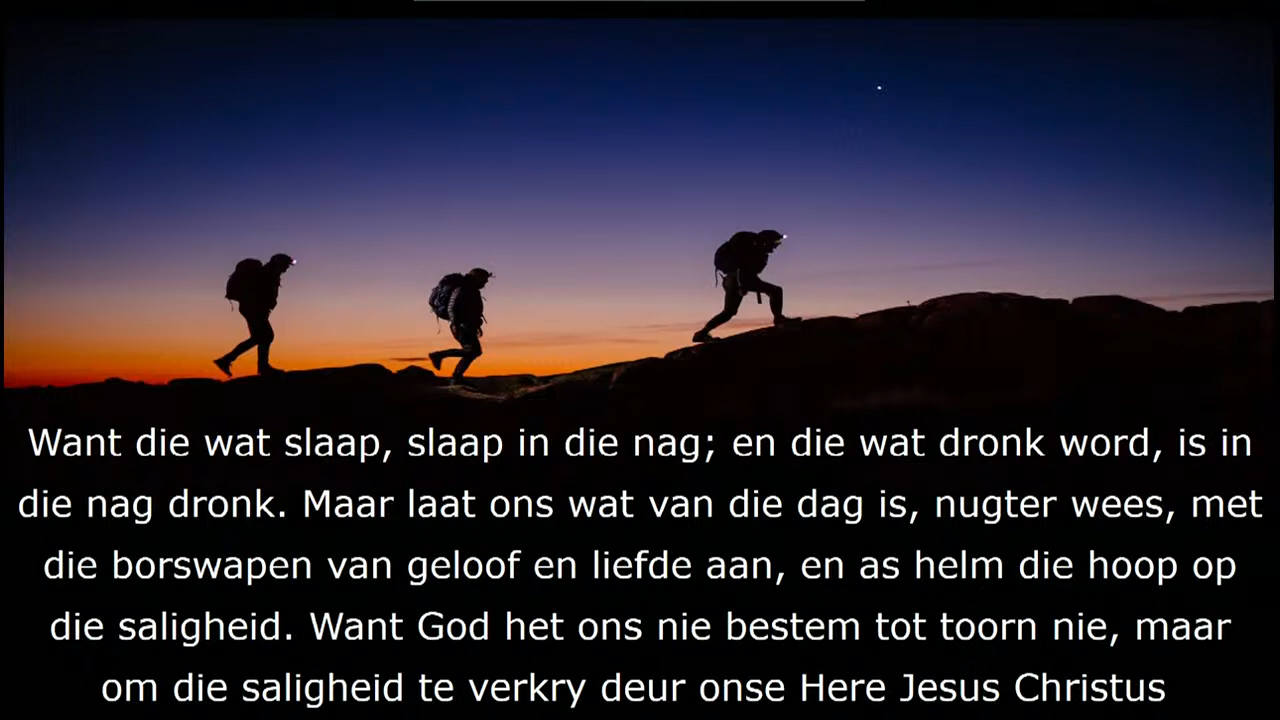 Want die wat slaap, slaap in die nag; en die wat dronk word, is in
die nag dronk. Maar laat ons wat van die dag is, nugter wees, met
die borswapen van geloof en liefde aan, en as helm die hoop op
die saligheid. Want God het ons nie bestem tot toorn nie, maar
om die saligheid te verkry deur onse Here Jesus Christus